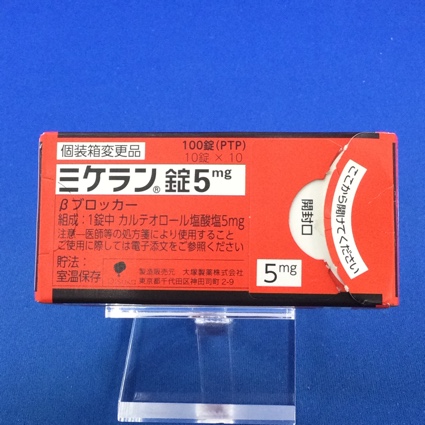 個装箱変更品
100錠(PTP)
10錠×10
ミケラン®錠5mg
βブロッカー
組成:1錠中 カルテオロール塩酸塩5mg
注意-医師等の処方箋により使用すること
ご使用に際しては電子添文をご参照ください
貯法:
室温保存
製造販売元 大塚製薬株式会社
東京都千代田区神田司町2-9
開封口
ここから開けてください
5mg